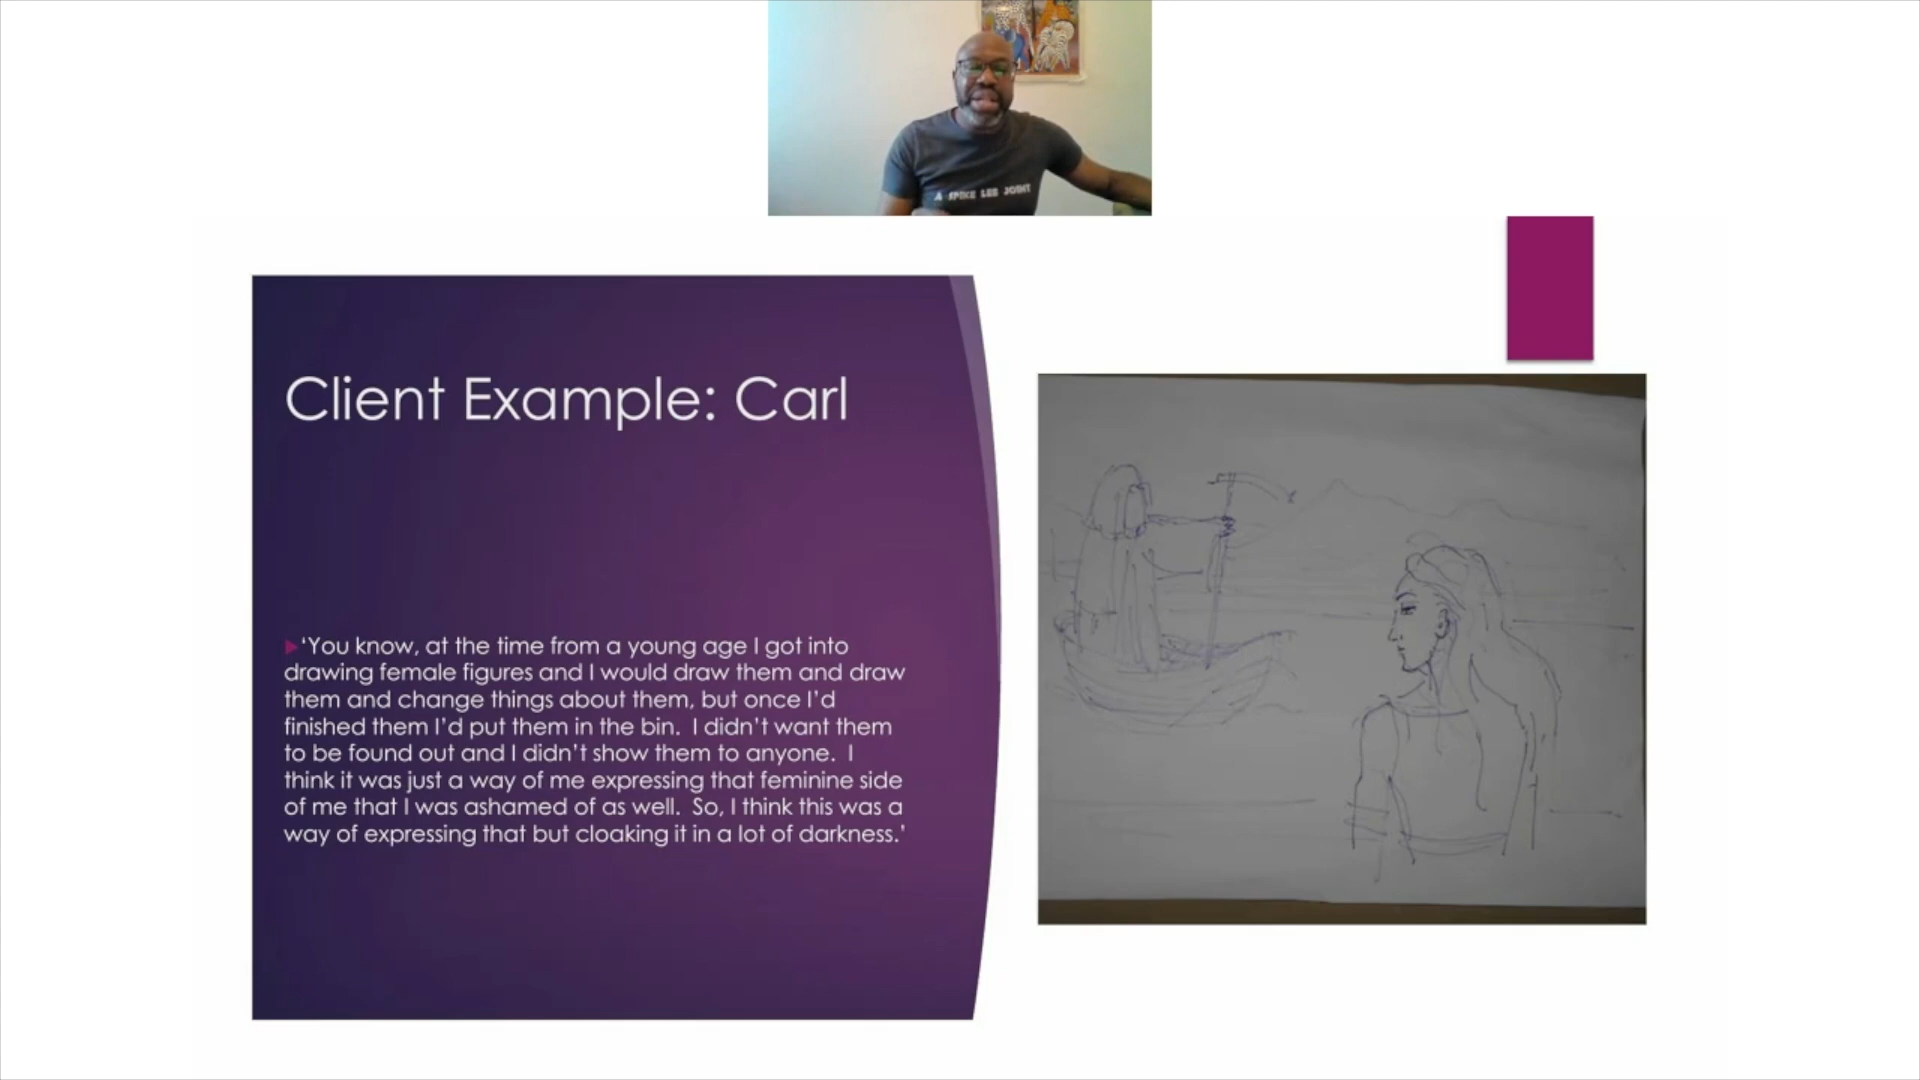 A SPIKE LEE JOINT
Client Example: Carl
‘You know, at the time from a young age I got into
drawing female figures and I would draw them and draw
them and change things about them, but once I’d
finished them I’d put them in the bin.  I didn’t want them
to be found out and I didn’t show them to anyone.  I
think it was just a way of me expressing that feminine side
of me that I was ashamed of as well.  So, I think this was a
way of expressing that but cloaking it in a lot of darkness.’